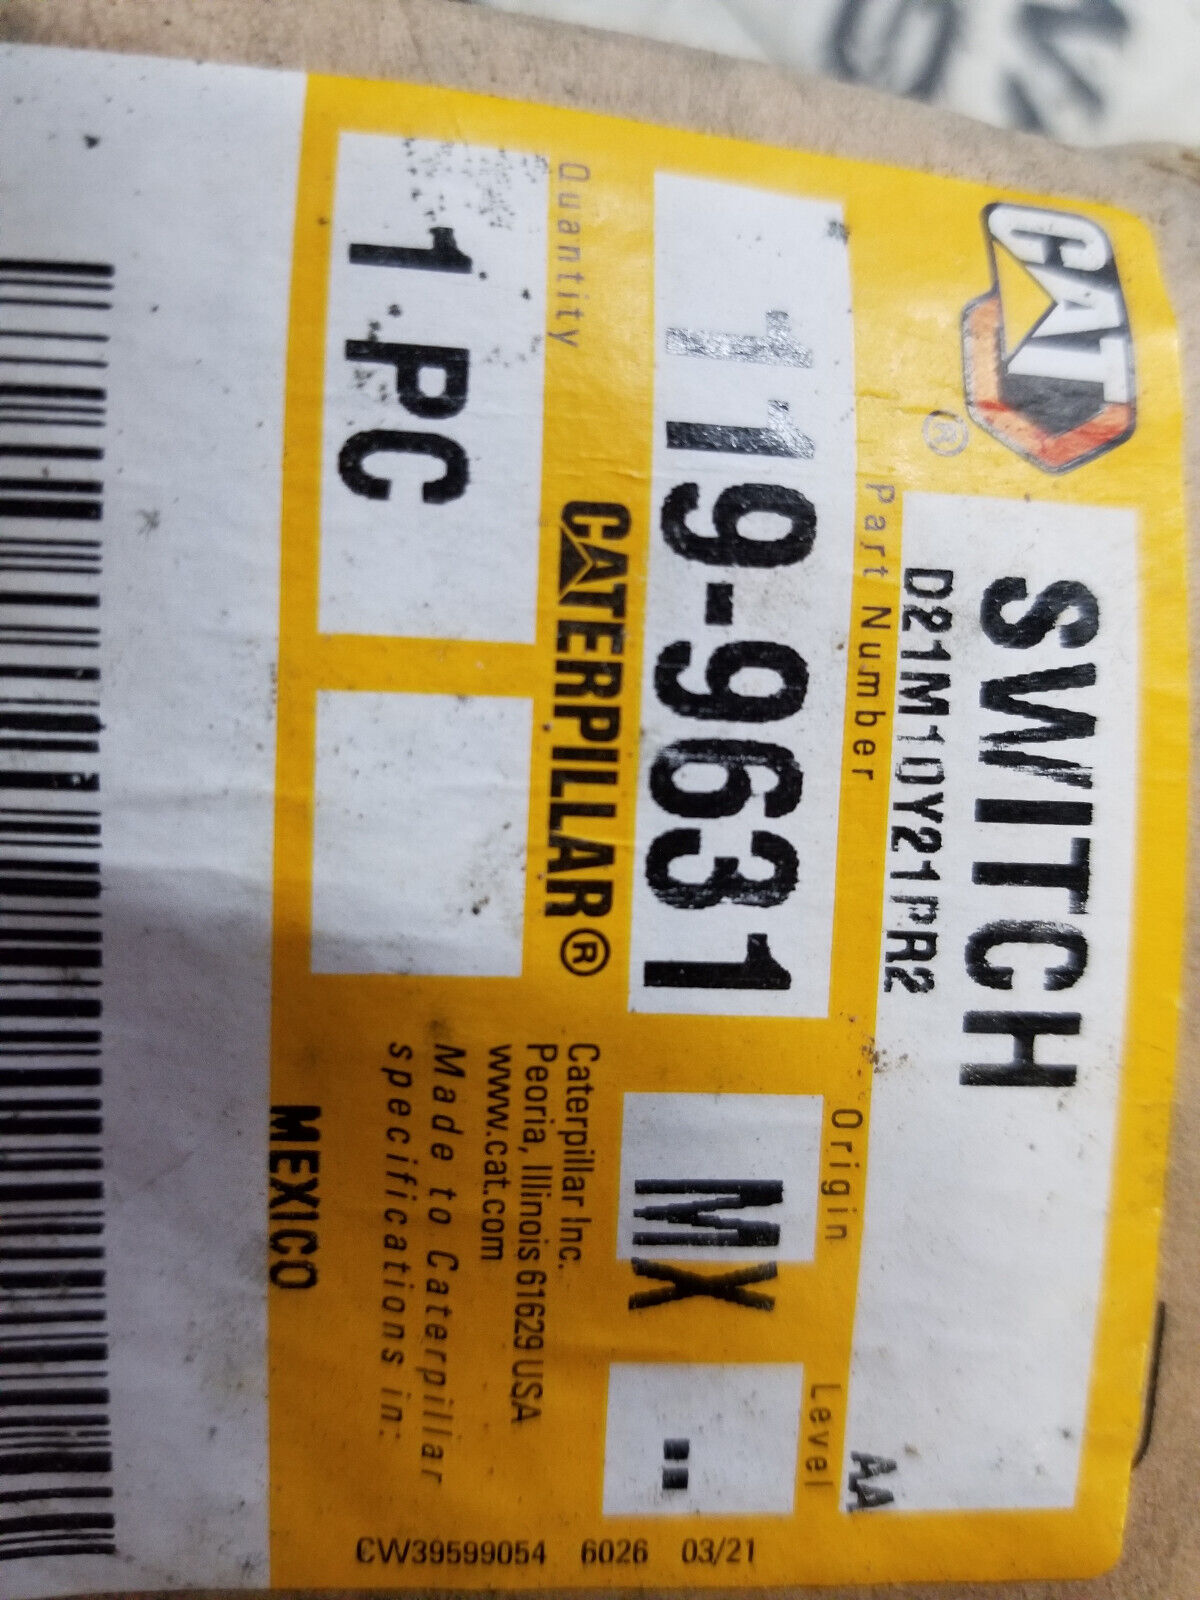 CAT®
SWITCH
D21M10Y21PR2
AA
Part Number
Origin
Level
119-9631
MX
--
Quantity
CATERPILLAR®
1 PC
Caterpillar Inc.
Peoria, Illinois 61629 USA
www.cat.com
Made to Caterpillar
specifications in:
MEXICO
CW39599054 6026 03/21